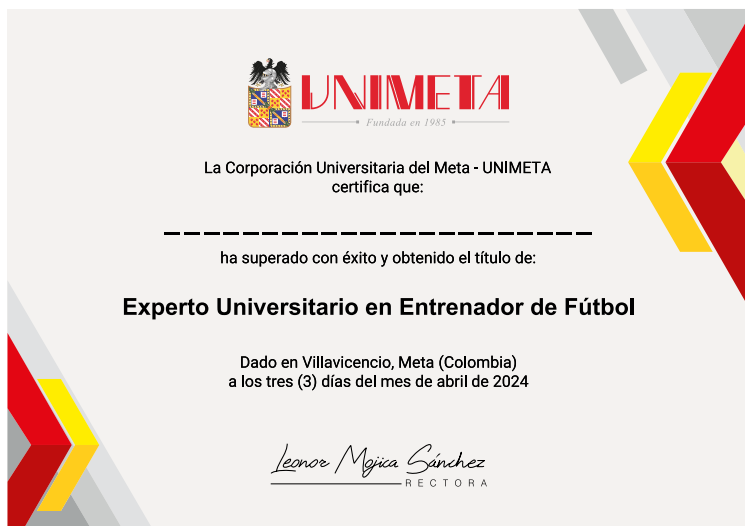 UNIMETA
Fundada en 1985
La Corporación Universitaria del Meta - UNIMETA
certifica que:
ha superado con éxito y obtenido el título de:
Experto Universitario en Entrenador de Fútbol
Dado en Villavicencio, Meta (Colombia)
a los tres (3) días del mes de abril de 2024
Leonor Mojica Sánchez
RECTORA